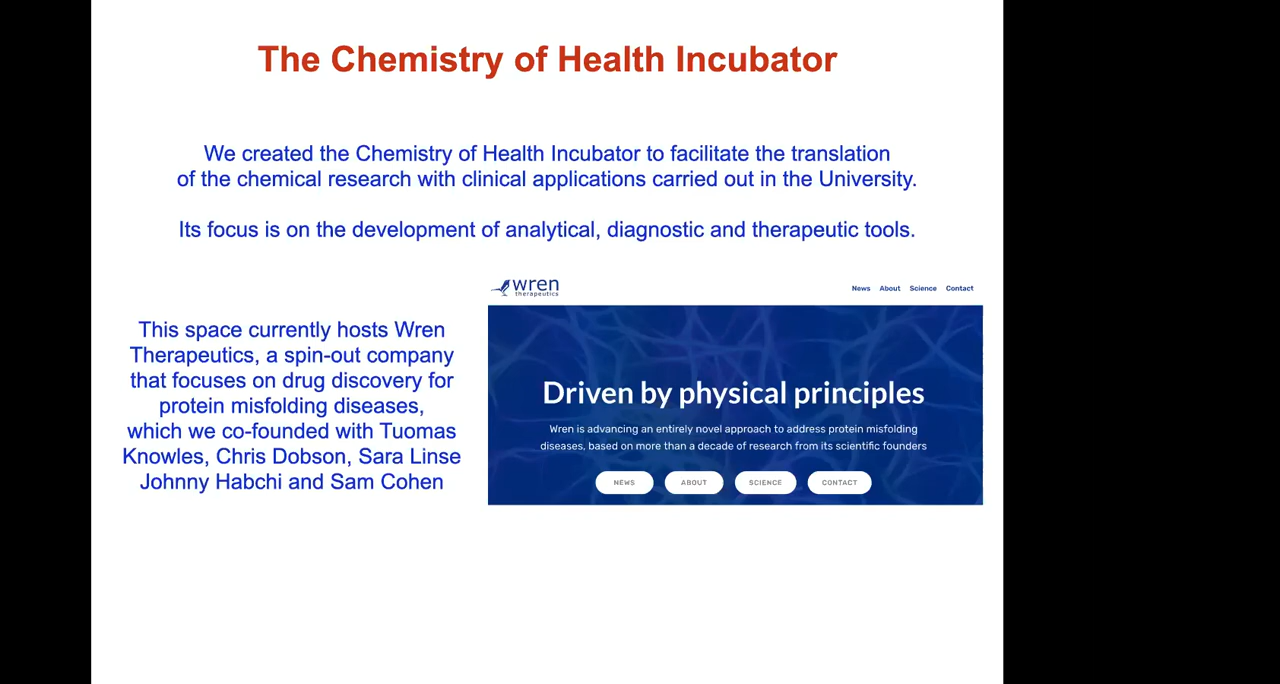 The Chemistry of Health Incubator
We created the Chemistry of Health Incubator to facilitate the translation
of the chemical research with clinical applications carried out in the University.
Its focus is on the development of analytical, diagnostic and therapeutic tools.
This space currently hosts Wren
Therapeutics, a spin-out company
that focuses on drug discovery for
protein misfolding diseases,
which we co-founded with Tuomas
Knowles, Chris Dobson, Sara Linse
Johnny Habchi and Sam Cohen
wren
therapeutics
News About Science Contact
Driven by physical principles
Wren is advancing an entirely novel approach to address protein misfolding
diseases, based on more than a decade of research from its scientific founders
NEWS ABOUT SCIENCE CONTACT